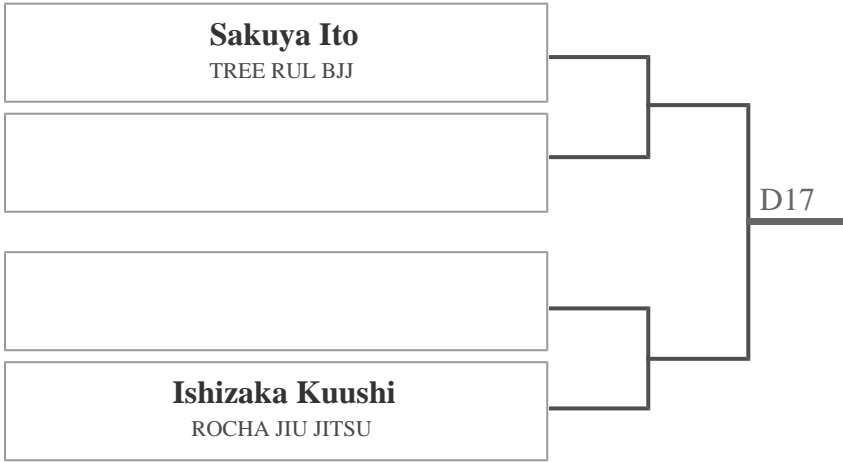 Sakuya Ito
TREE RUL BJJ
D17
Ishizaka Kuushi
ROCHA JIU JITSU